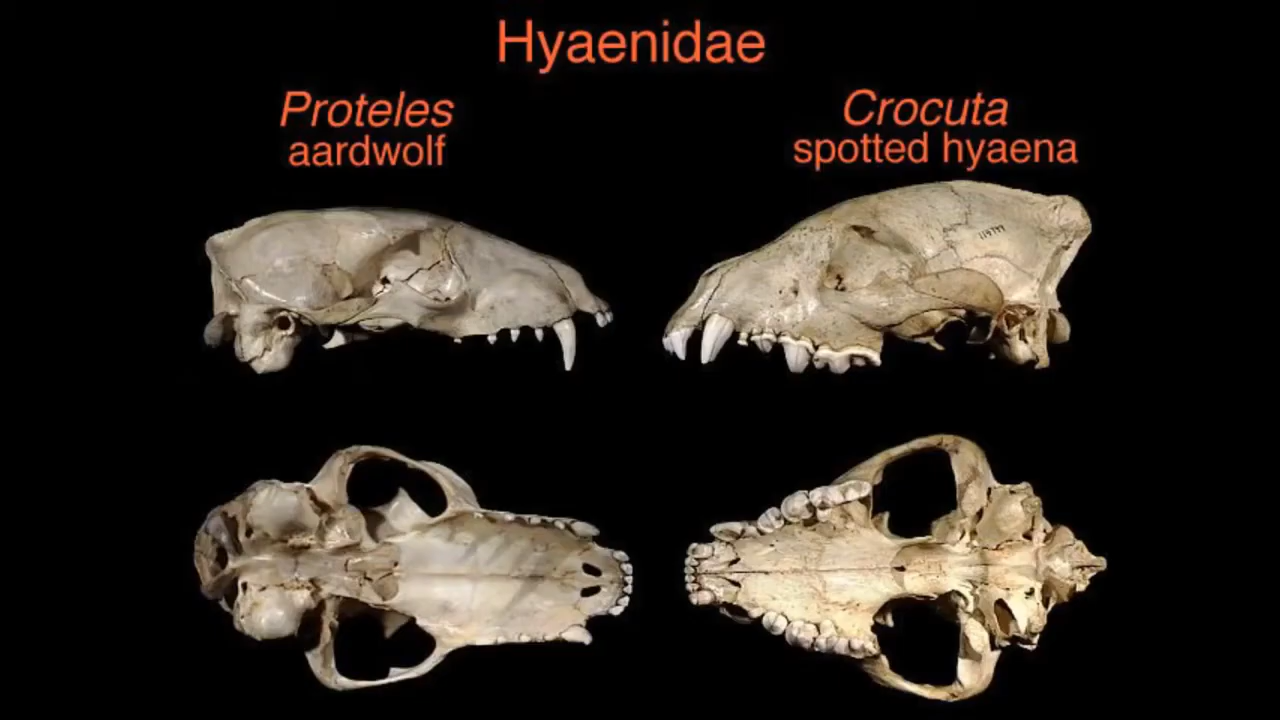 Hyaenidae
Proteles
aardwolf
Crocuta
spotted hyaena